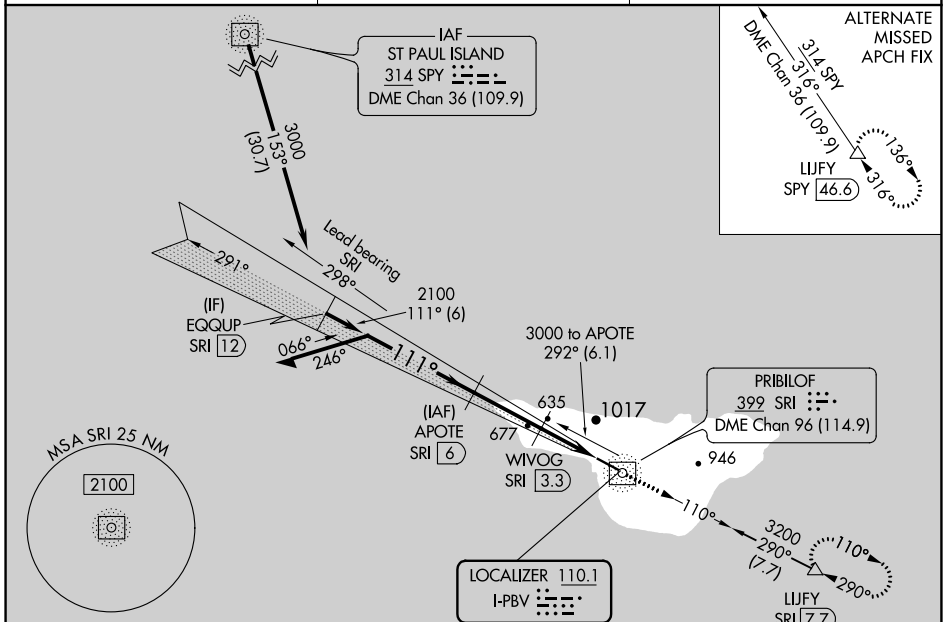 IAF
ST PAUL ISLAND
314 SPY
DME Chan 36 (109.9)
ALTERNATE
MISSED
APCH FIX
314 SPY
316°
DME Chan 36 (109.9)
136°
316°
LIJFY
SPY 46.6
3000
153°
(30.7)
Lead bearing
SRI
298°
291°
2100
111° (6)
(IF)
EQQUP
SRI 12
066°
246°
111°
3000 to APOTE
292° (6.1)
(IAF)
APOTE
SRI 6
635
1017
677
WIVOG
SRI 3.3
PRIBILOF
399 SRI
DME Chan 96 (114.9)
946
MSA SRI 25 NM
2100
110°
3200
290°
(7.7)
110°
290°
LIJFY
SRI 7.7
LOCALIZER 110.1
I-PBV